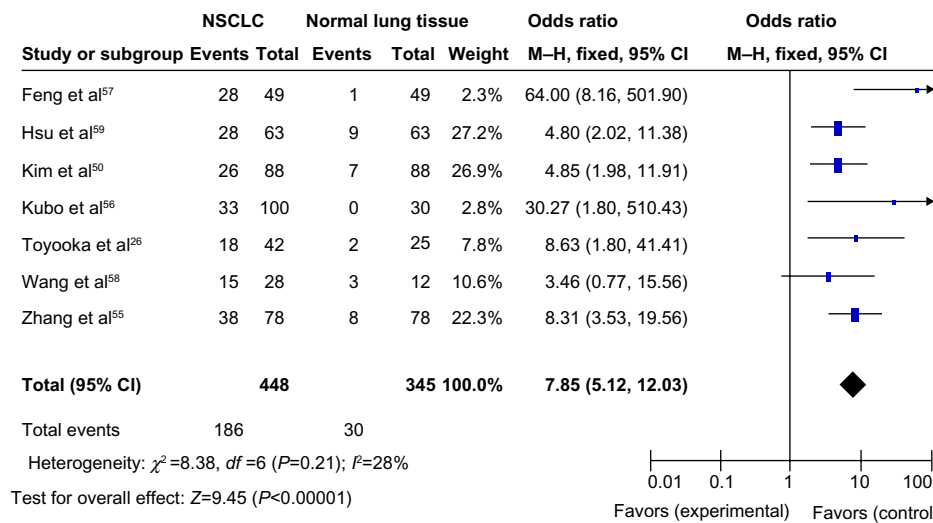 NSCLC Normal lung tissue Odds ratio Odds ratio
Study or subgroup Events Total Events Total Weight M–H, fixed, 95% CI M–H, fixed, 95% CI
Feng et al⁵⁷ 28 49 1 49 2.3% 64.00 (8.16, 501.90)
Hsu et al⁵⁹ 28 63 9 63 27.2% 4.80 (2.02, 11.38)
Kim et al⁵⁰ 26 88 7 88 26.9% 4.85 (1.98, 11.91)
Kubo et al⁵⁶ 33 100 0 30 2.8% 30.27 (1.80, 510.43)
Toyooka et al²⁶ 18 42 2 25 7.8% 8.63 (1.80, 41.41)
Wang et al⁵⁸ 15 28 3 12 10.6% 3.46 (0.77, 15.56)
Zhang et al⁵⁵ 38 78 8 78 22.3% 8.31 (3.53, 19.56)
Total (95% CI) 448 345 100.0% 7.85 (5.12, 12.03)
Total events 186 30
Heterogeneity: χ²=8.38, df =6 (P=0.21); I²=28%
Test for overall effect: Z=9.45 (P<0.00001)
0.01 0.1 1 10 100
Favors (experimental) Favors (control